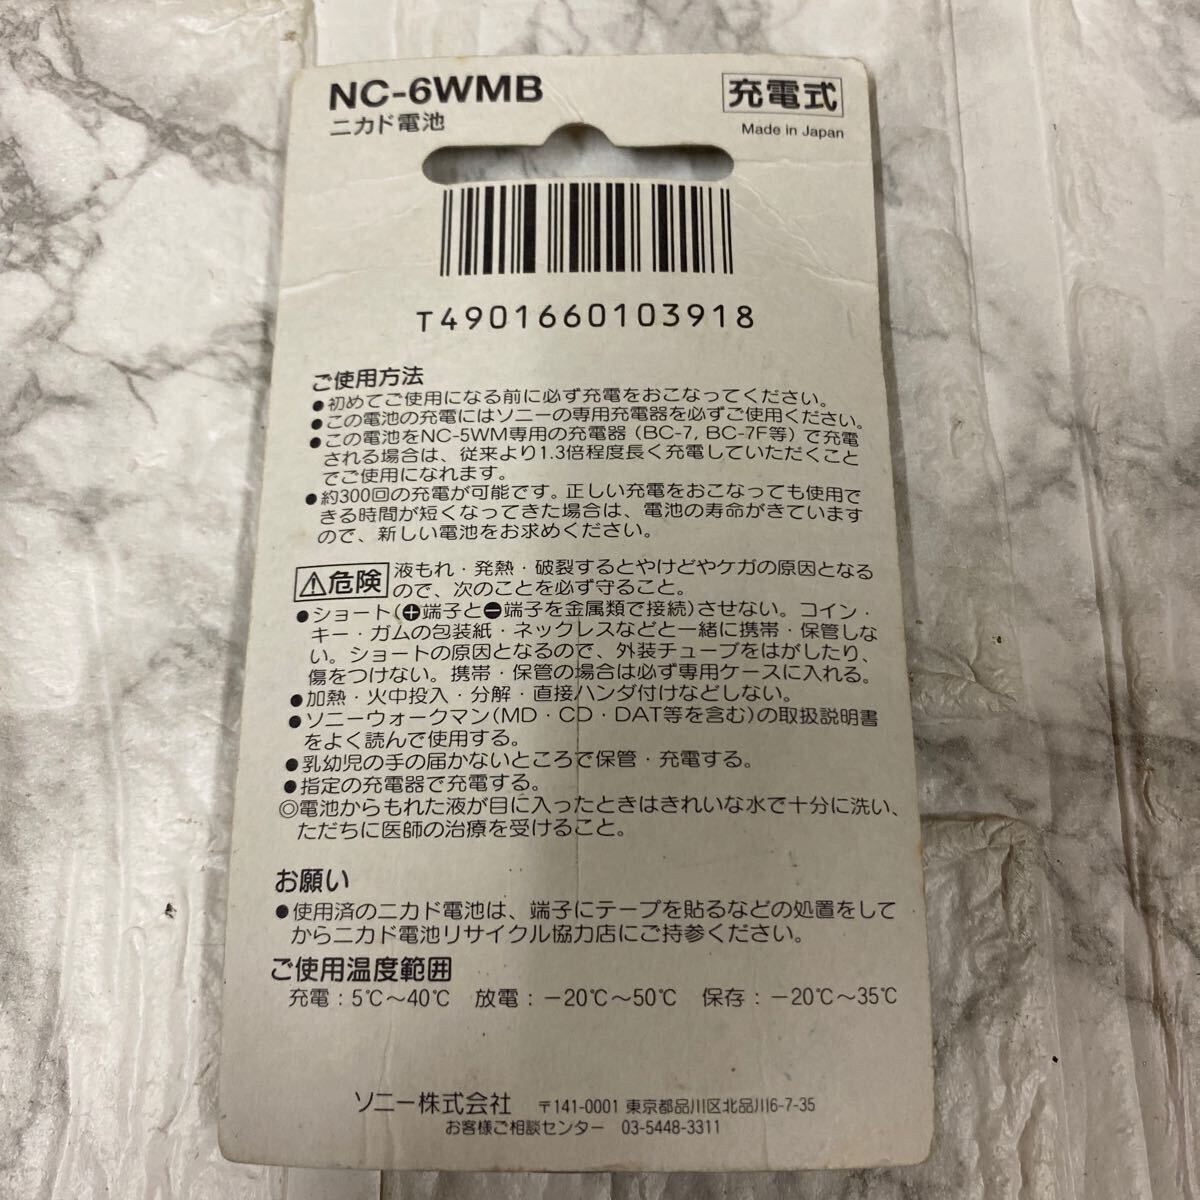 NC-6WMB
ニカド電池
充電式
Made in Japan
T4901660103918
ご使用方法
●初めてご使用になる前に必ず充電をおこなってください。
●この電池の充電にはソニーの専用充電器を必ずご使用ください。
●この電池をNC-5WM専用の充電器（BC-7, BC-7F等）で充電
される場合は、従来より1.3倍程度長く充電していただくこと
でご使用になれます。
●約300回の充電が可能です。正しい充電をおこなっても使用で
きる時間が短くなってきた場合は、電池の寿命がきています
ので、新しい電池をお求めください。
⚠危険
液もれ・発熱・破裂するとやけどやケガの原因となる
ので、次のことを必ず守ること。
●ショート(⊕端子と⊖端子を金属類で接続)させない。コイン・
キー・ガムの包装紙・ネックレスなどと一緒に携帯・保管しな
い。ショートの原因となるので、外装チューブをはがしたり、
傷をつけない。携帯・保管の場合は必ず専用ケースに入れる。
●加熱・火中投入・分解・直接ハンダ付けなどしない。
●ソニーウォークマン(MD・CD・DAT等を含む)の取扱説明書
をよく読んで使用する。
●乳幼児の手の届かないところで保管・充電する。
●指定の充電器で充電する。
◎電池からもれた液が目に入ったときはきれいな水で十分に洗い、
ただちに医師の治療を受けること。
お願い
●使用済のニカド電池は、端子にテープを貼るなどの処置をして
からニカド電池リサイクル協力店にご持参ください。
ご使用温度範囲
充電：5℃～40℃ 放電：－20℃～50℃ 保存：－20℃～35℃
ソニー株式会社 〒141-0001 東京都品川区北品川6-7-35
お客様ご相談センター 03-5448-3311